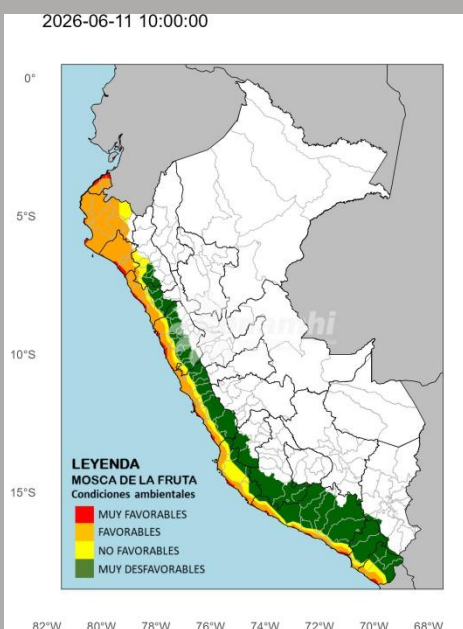 2026-06-11 10:00:00
0°
5°S
10°S
15°S
senamhi
LEYENDA
MOSCA DE LA FRUTA
Condiciones ambientales
MUY FAVORABLES
FAVORABLES
NO FAVORABLES
MUY DESFAVORABLES
82°W 80°W 78°W 76°W 74°W 72°W 70°W 68°W